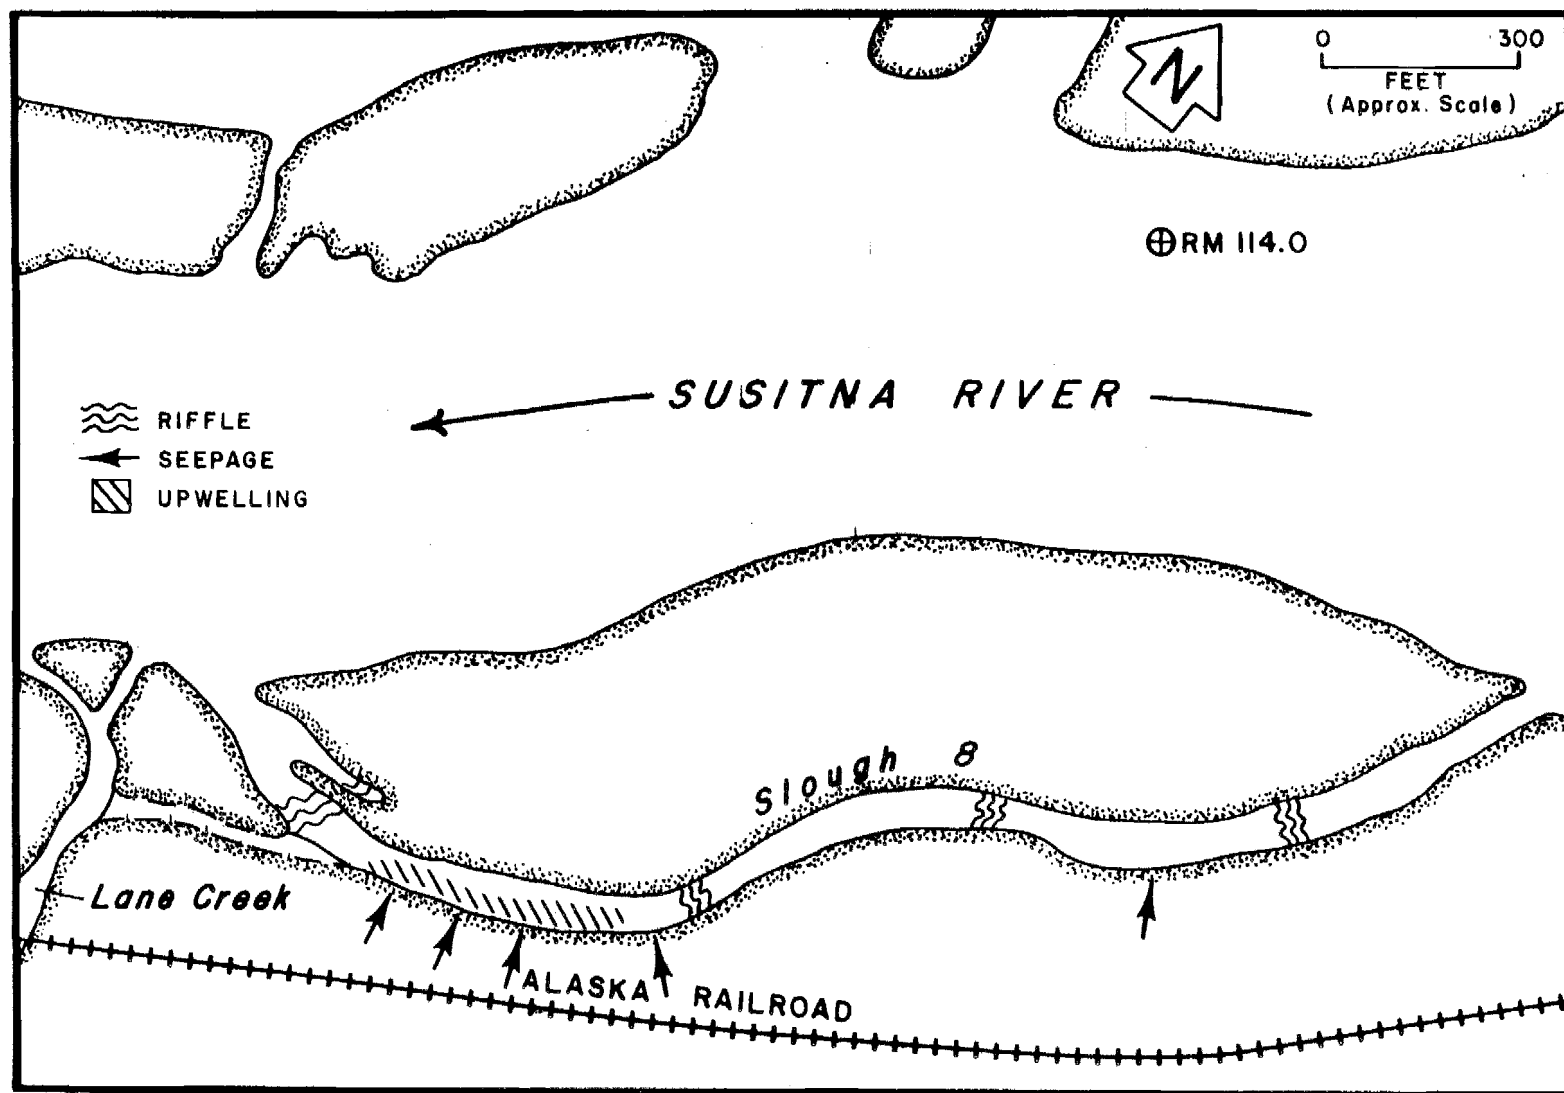 N
0 300
FEET
(Approx. Scale)
RM 114.0
SUSITNA RIVER
RIFFLE
SEEPAGE
UPWELLING
Slough 8
Lane Creek
ALASKA RAILROAD